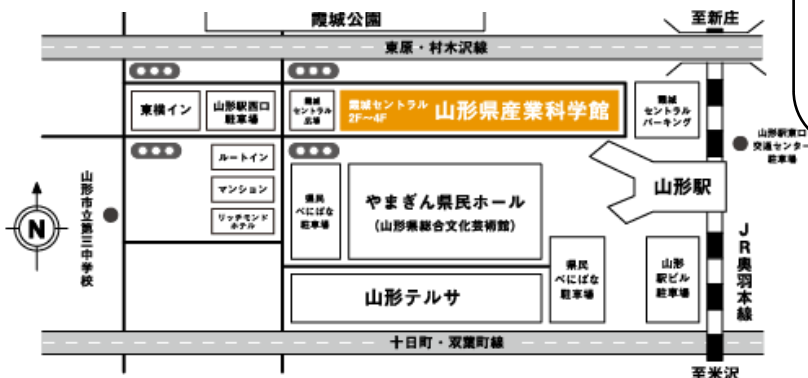 霞城公園
至新庄
東原・村木沢線
東横イン
山形駅西口
駐車場
霞城
セントラル
広場
霞城セントラル
2F〜4F
山形県産業科学館
霞城
セントラル
パーキング
山形駅東口
交通センター
駐車場
ルートイン
マンション
リッチモンド
ホテル
県民
べにばな
駐車場
やまぎん県民ホール
(山形県総合文化芸術館)
山形駅
山形市立第三中学校
N
山形テルサ
県民
べにばな
駐車場
山形
駅ビル
駐車場
JR奥羽本線
十日町・双葉町線
至米沢